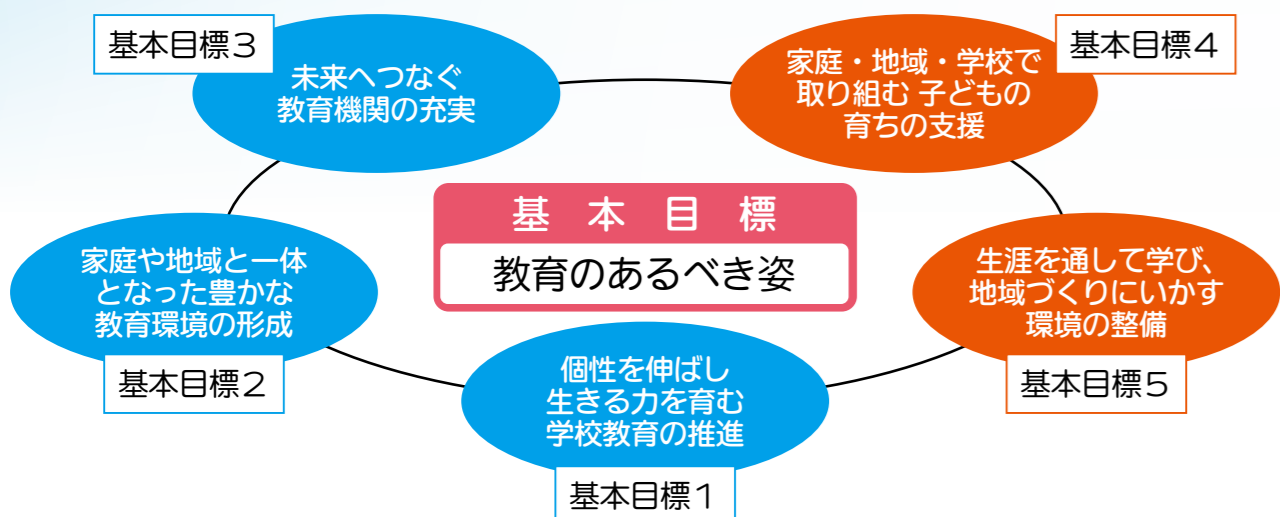 基本目標３
未来へつなぐ
教育機関の充実
基本目標４
家庭・地域・学校で
取り組む 子どもの
育ちの支援
基本目標
教育のあるべき姿
家庭や地域と一体
となった豊かな
教育環境の形成
基本目標２
生涯を通して学び、
地域づくりにいかす
環境の整備
基本目標５
個性を伸ばし
生きる力を育む
学校教育の推進
基本目標１